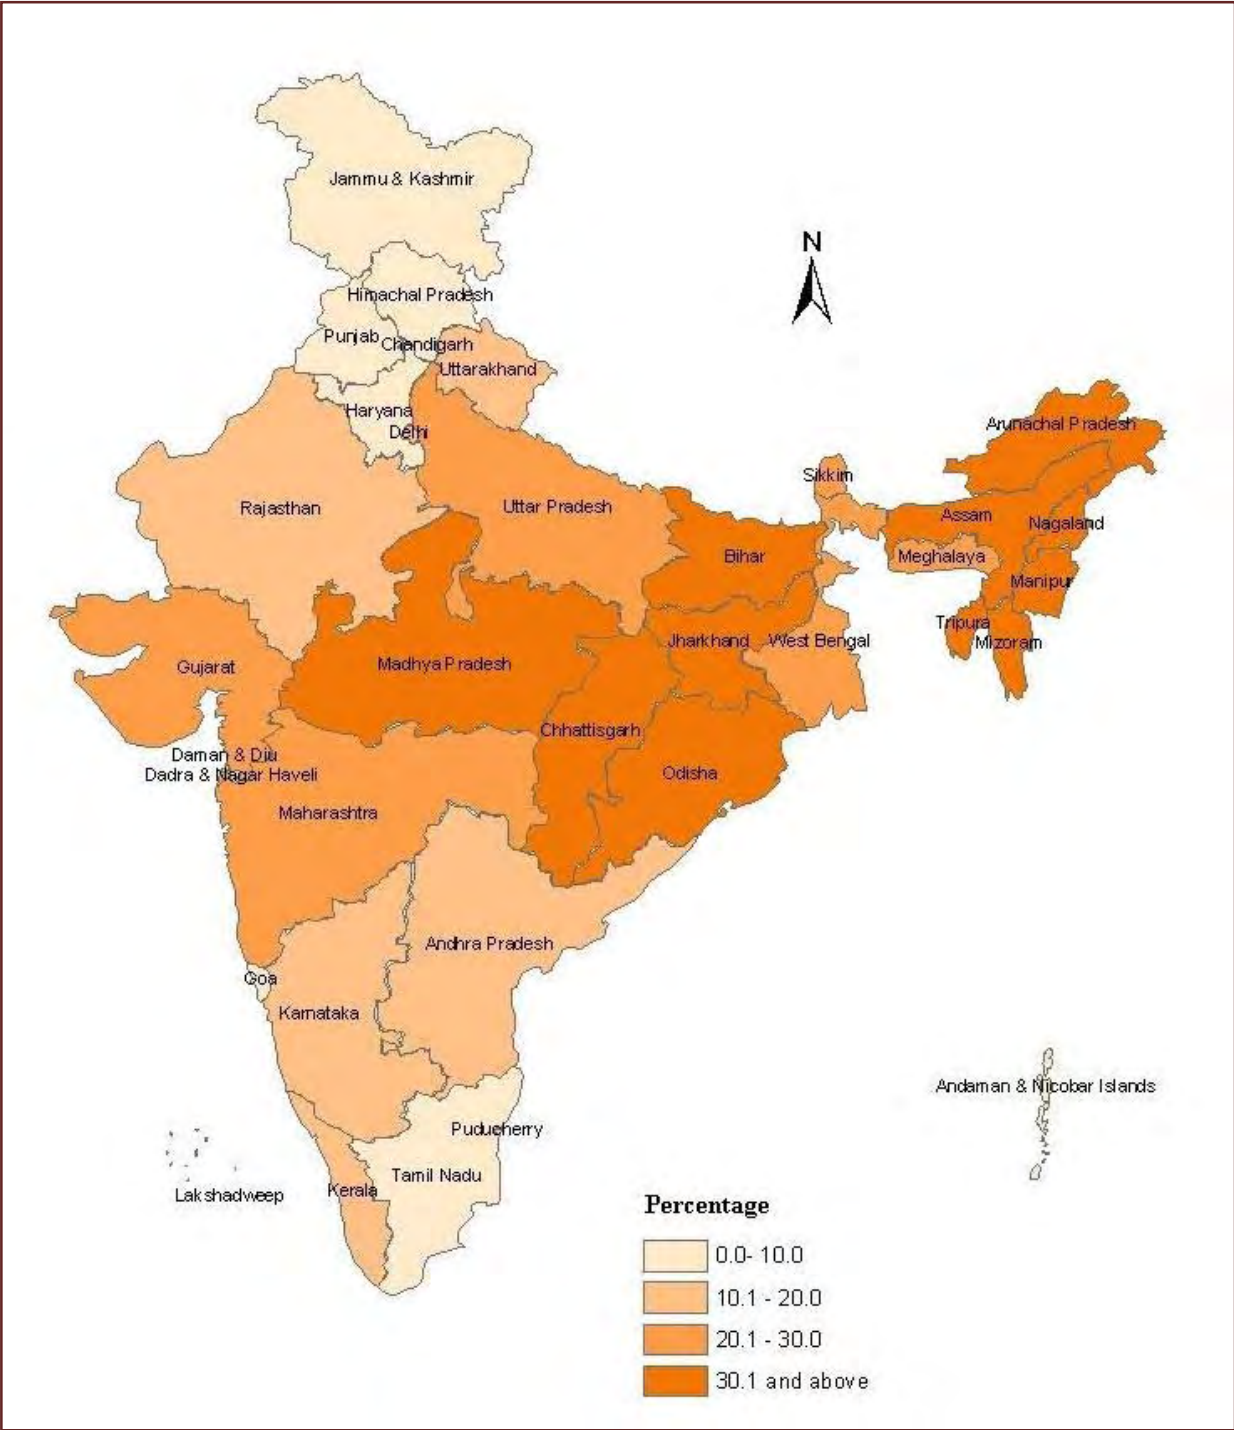 Jammu & Kashmir
N
Himachal Pradesh
Punjab
Chandigarh
Uttarakhand
Haryana
Delhi
Arunachal Pradesh
Sikkim
Rajasthan
Uttar Pradesh
Assam
Nagaland
Bihar
Meghalaya
Manipur
Tripura
Jharkhand
West Bengal
Mizoram
Gujarat
Madhya Pradesh
Chhattisgarh
Daman & Diu
Dadra & Nagar Haveli
Odisha
Maharashtra
Andhra Pradesh
Goa
Karnataka
Andaman & Nicobar Islands
Puducherry
Tamil Nadu
Kerala
Lakshadweep
Percentage
0.0- 10.0
10.1 - 20.0
20.1 - 30.0
30.1 and above